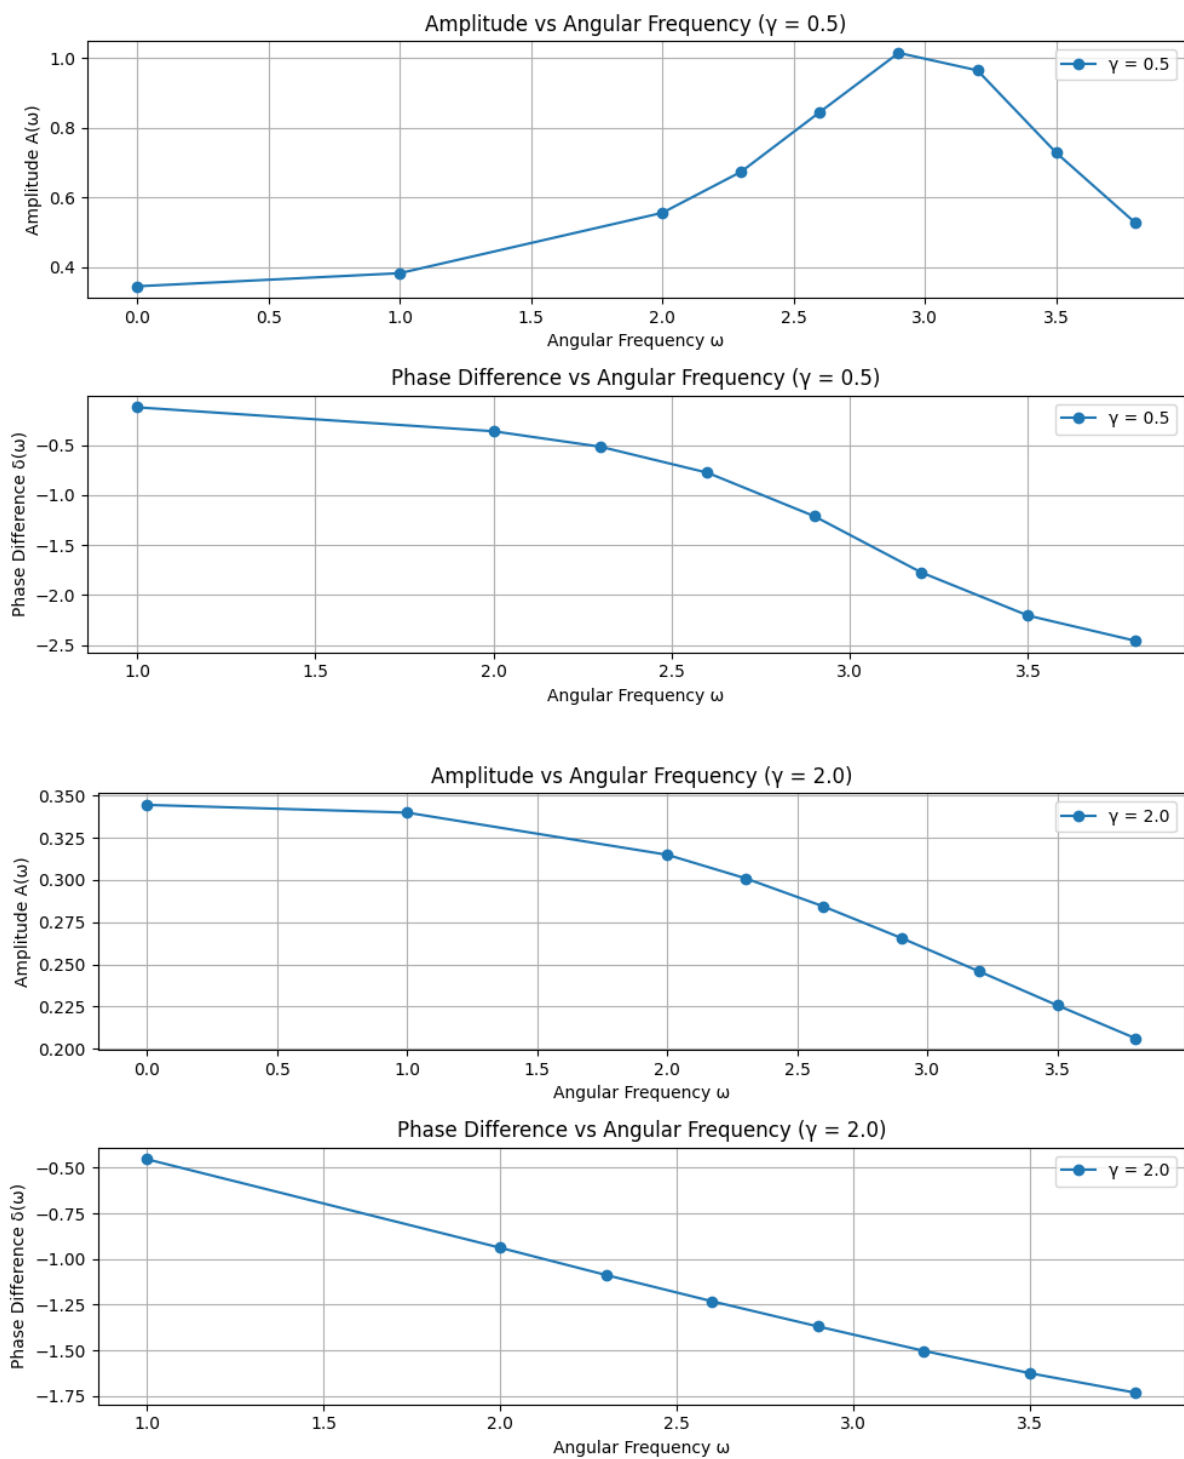 Amplitude vs Angular Frequency (γ = 0.5)
1.0
0.8
0.6
0.4
Amplitude A(ω)
γ = 0.5
0.0 0.5 1.0 1.5 2.0 2.5 3.0 3.5
Angular Frequency ω
Phase Difference vs Angular Frequency (γ = 0.5)
−0.5
−1.0
−1.5
−2.0
−2.5
Phase Difference δ(ω)
γ = 0.5
1.0 1.5 2.0 2.5 3.0 3.5
Angular Frequency ω
Amplitude vs Angular Frequency (γ = 2.0)
0.350
0.325
0.300
0.275
0.250
0.225
0.200
Amplitude A(ω)
γ = 2.0
0.0 0.5 1.0 1.5 2.0 2.5 3.0 3.5
Angular Frequency ω
Phase Difference vs Angular Frequency (γ = 2.0)
−0.50
−0.75
−1.00
−1.25
−1.50
−1.75
Phase Difference δ(ω)
γ = 2.0
1.0 1.5 2.0 2.5 3.0 3.5
Angular Frequency ω